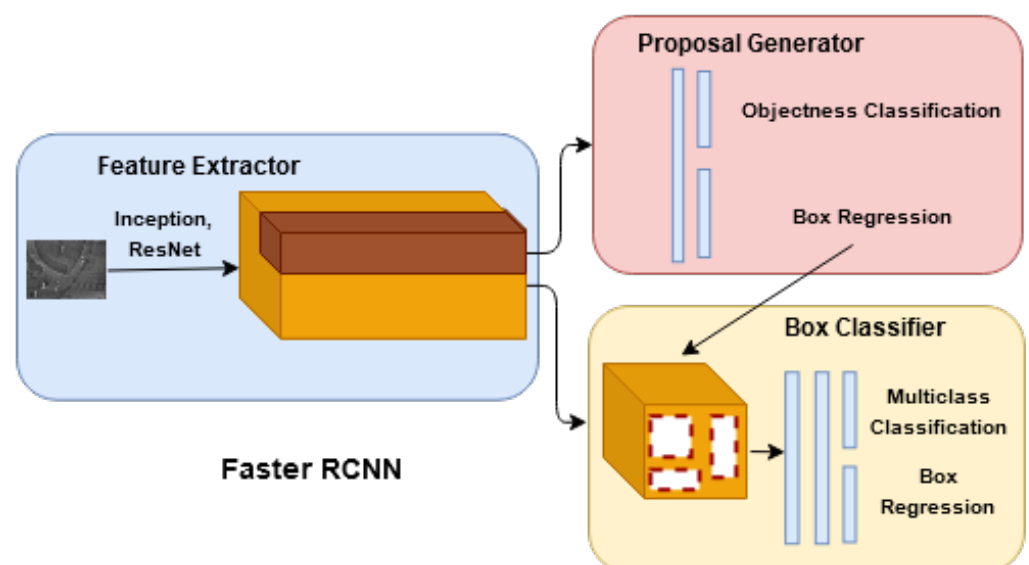 Proposal Generator
Objectness Classification
Box Regression
Feature Extractor
Inception,
ResNet
Faster RCNN
Box Classifier
Multiclass
Classification
Box
Regression